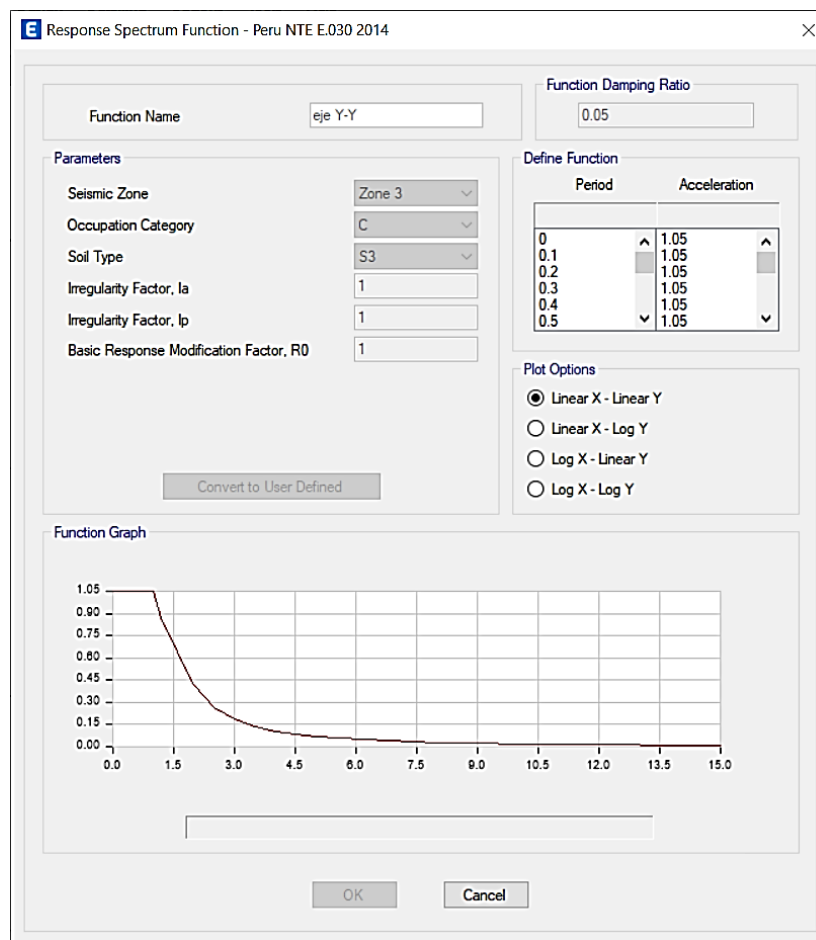 E Response Spectrum Function - Peru NTE E.030 2014
Function Name
eje Y-Y
Function Damping Ratio
0.05
Parameters
Seismic Zone
Zone 3
Occupation Category
C
Soil Type
S3
Irregularity Factor, Ia
1
Irregularity Factor, Ip
1
Basic Response Modification Factor, R0
1
Convert to User Defined
Define Function
Period Acceleration
0 1.05
0.1 1.05
0.2 1.05
0.3 1.05
0.4 1.05
0.5 1.05
Plot Options
Linear X - Linear Y
Linear X - Log Y
Log X - Linear Y
Log X - Log Y
Function Graph
1.05
0.90
0.75
0.60
0.45
0.30
0.15
0.00
0.0 1.5 3.0 4.5 6.0 7.5 9.0 10.5 12.0 13.5 15.0
OK Cancel